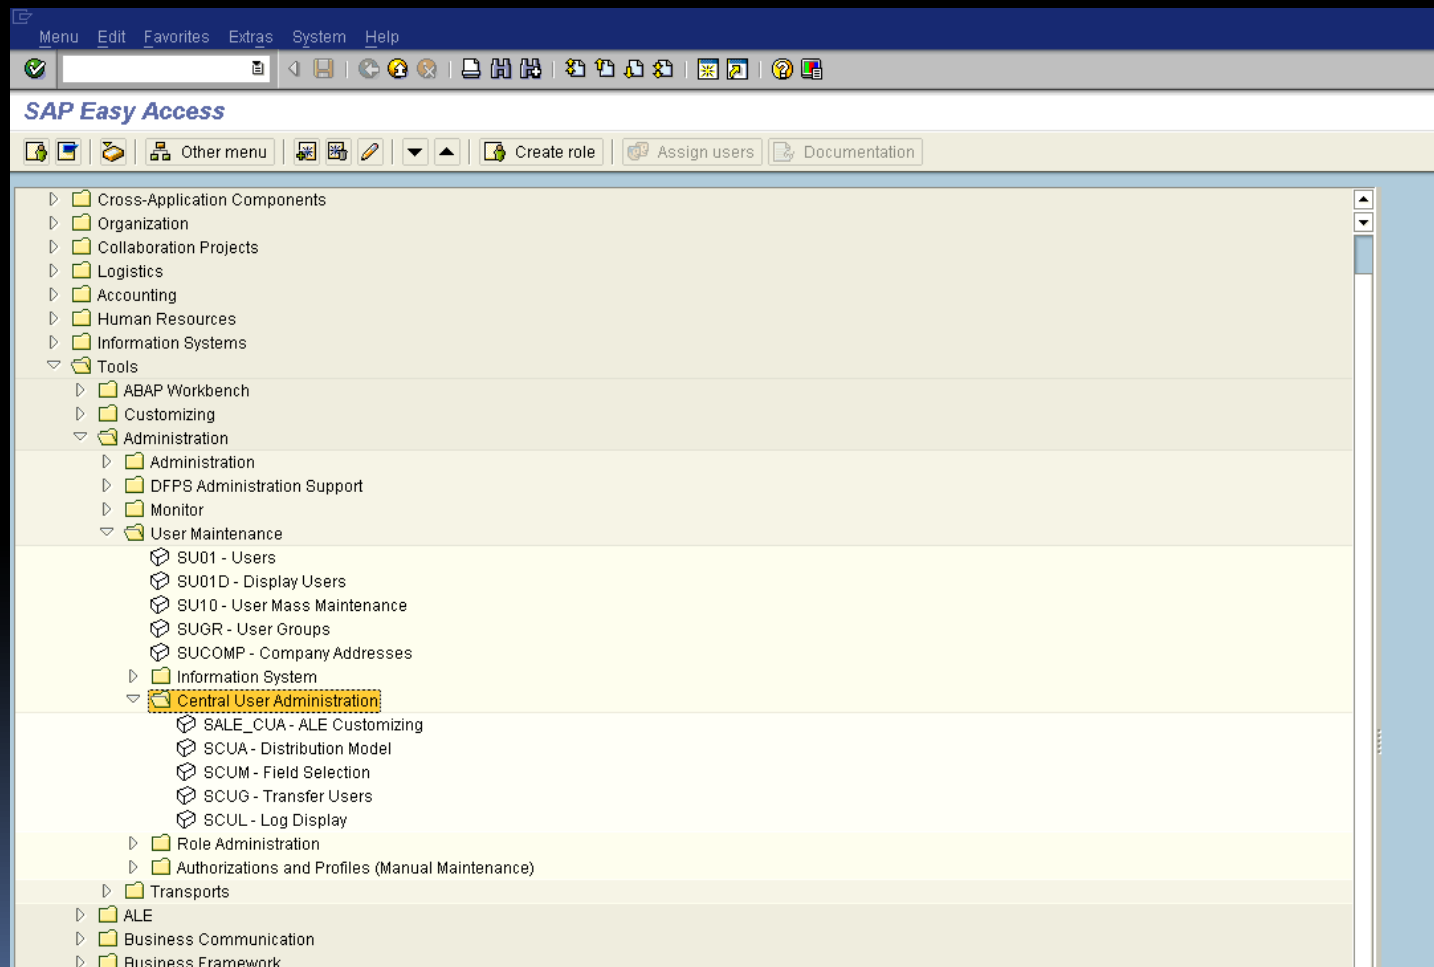 Menu Edit Favorites Extras System Help
SAP Easy Access
Other menu Create role Assign users Documentation
Cross-Application Components
Organization
Collaboration Projects
Logistics
Accounting
Human Resources
Information Systems
Tools
ABAP Workbench
Customizing
Administration
Administration
DFPS Administration Support
Monitor
User Maintenance
SU01 - Users
SU01D - Display Users
SU10 - User Mass Maintenance
SUGR - User Groups
SUCOMP - Company Addresses
Information System
Central User Administration
SALE_CUA - ALE Customizing
SCUA - Distribution Model
SCUM - Field Selection
SCUG - Transfer Users
SCUL - Log Display
Role Administration
Authorizations and Profiles (Manual Maintenance)
Transports
ALE
Business Communication
Business Framework